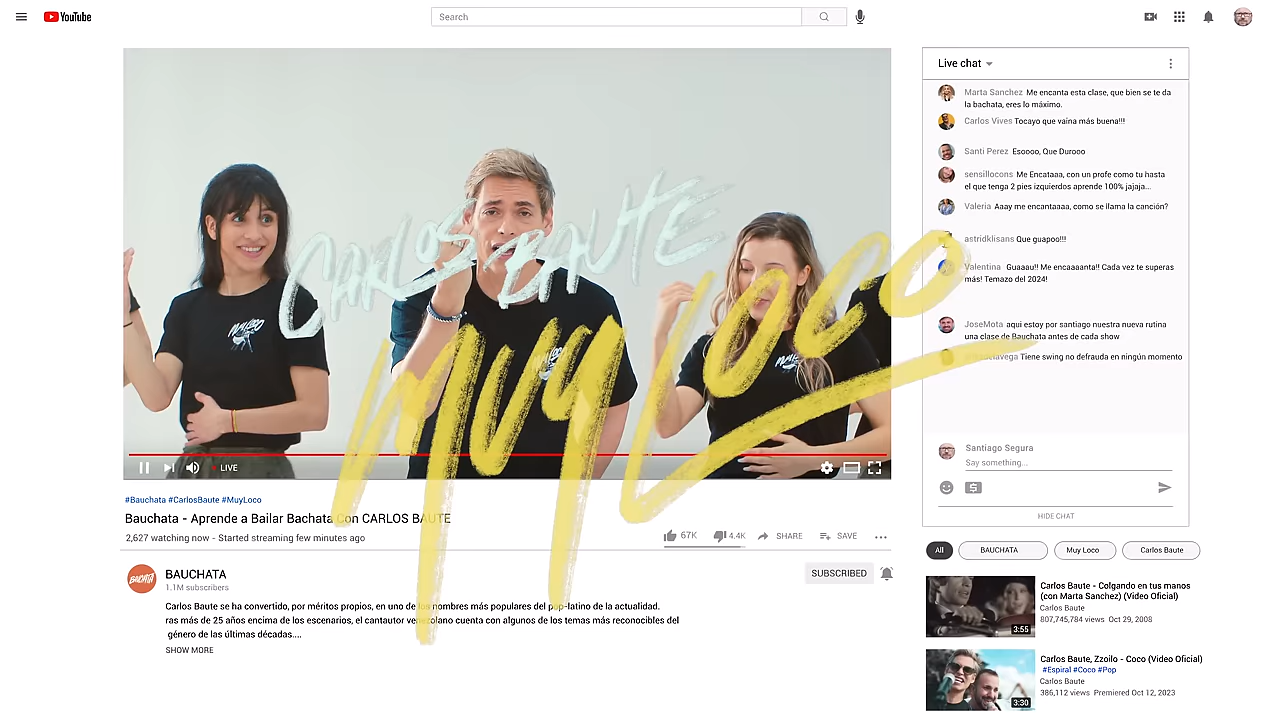 YouTube
Search
Live chat
Marta Sanchez Me encanta esta clase, que bien se te da
la bachata, eres lo máximo.
Carlos Vives Tocayo que vaina más buena!!!
Santi Perez Esoooo, Que Durooo
sensillocons Me Encataaa, con un profe como tu hasta
el que tenga 2 pies izquierdos aprende 100% jajaja...
Valeria Aaay me encantaaaa, como se llama la canción?
astridklisans Que guapoo!!!
Valentina Guaaau!! Me encaaaanta!! Cada vez te superas
más! Temazo del 2024!
JoseMota aqui estoy por santiago nuestra nueva rutina
una clase de Bauchata antes de cada show
Tiene swing no defrauda en ningún momento
Santiago Segura
Say something...
HIDE CHAT
CARLOS BAUTE
MUY LOCO
MUY LOCO
LIVE
#Bauchata #CarlosBaute #MuyLoco
Bauchata - Aprende a Bailar Bachata Con CARLOS BAUTE
2,627 watching now - Started streaming few minutes ago
67K 4.4K SHARE SAVE
BAUCHATA
BAUCHATA
1.1M subscribers
SUBSCRIBED
Carlos Baute se ha convertido, por méritos propios, en uno de los nombres más populares del pop-latino de la actualidad.
ras más de 25 años encima de los escenarios, el cantautor venezolano cuenta con algunos de los temas más reconocibles del
género de las últimas décadas....
SHOW MORE
All BAUCHATA Muy Loco Carlos Baute
Carlos Baute - Colgando en tus manos
(con Marta Sanchez) (Video Oficial)
Carlos Baute
807,745,784 views Oct 29, 2008
3:55
Carlos Baute, Zzoilo - Coco (Video Oficial)
#Espiral #Coco #Pop
Carlos Baute
386,112 views Premiered Oct 12, 2023
3:30